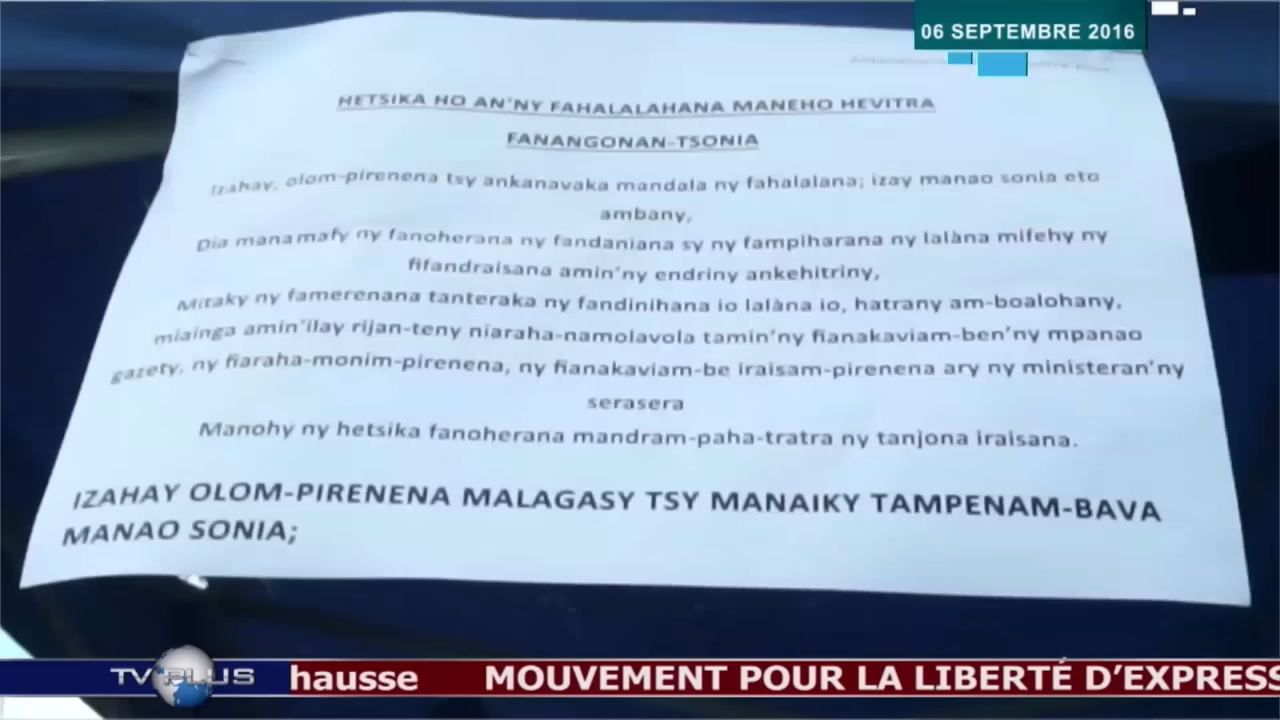 06 SEPTEMBRE 2016
HETSIKA HO AN'NY FAHALALAHANA MANEHO HEVITRA
FANANGONAN-TSONIA
Izahay, olom-pirenena tsy ankanavaka mandala ny fahalalana; izay manao sonia eto
ambany,
Dia manamafy ny fanoherana ny fandaniana sy ny fampiharana ny lalàna mifehy ny
fifandraisana amin'ny endriny ankehitriny,
Mitaky ny famerenana tanteraka ny fandinihana io lalàna io, hatrany am-boalohany,
miainga amin'ilay rijan-teny niaraha-namolavola tamin'ny fianakaviam-ben'ny mpanao
gazety, ny fiaraha-monim-pirenena, ny fianakaviam-be iraisam-pirenena ary ny ministeran'ny
serasera
Manohy ny hetsika fanoherana mandram-paha-tratra ny tanjona iraisana.
IZAHAY OLOM-PIRENENA MALAGASY TSY MANAIKY TAMPENAM-BAVA
MANAO SONIA;
TV PLUS hausse MOUVEMENT POUR LA LIBERTÉ D'EXPRESS